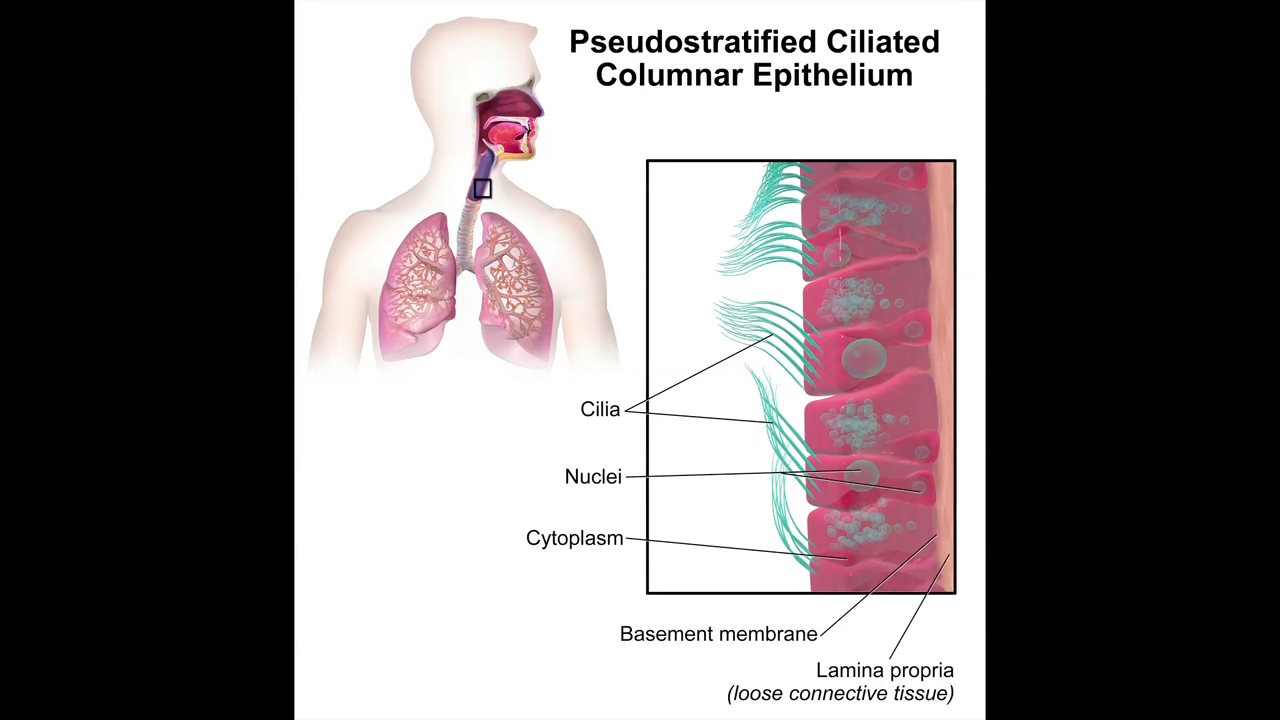 Pseudostratified Ciliated
Columnar Epithelium
Cilia
Nuclei
Cytoplasm
Basement membrane
Lamina propria
(loose connective tissue)